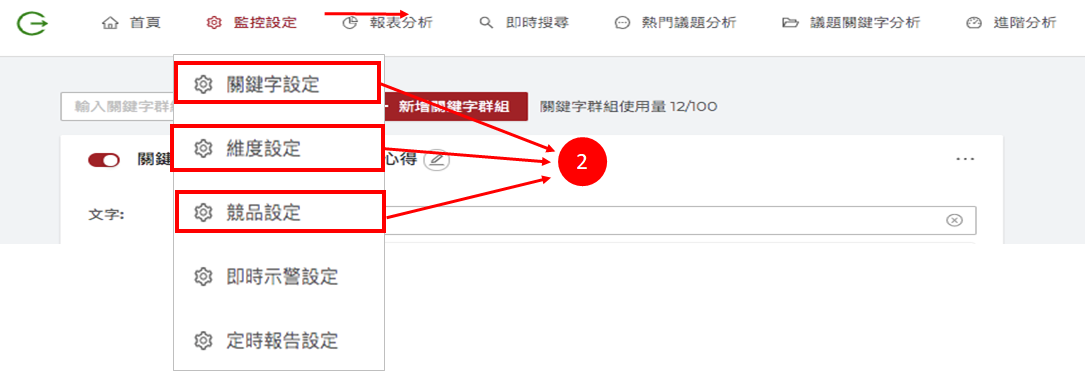 首頁 監控設定 報表分析 即時搜尋 熱門議題分析 議題關鍵字分析 進階分析
關鍵字設定
輸入關鍵字群 新增關鍵字群組 關鍵字群組使用量 12/100
維度設定
關鍵 心得
2
競品設定
文字:
即時示警設定
定時報告設定